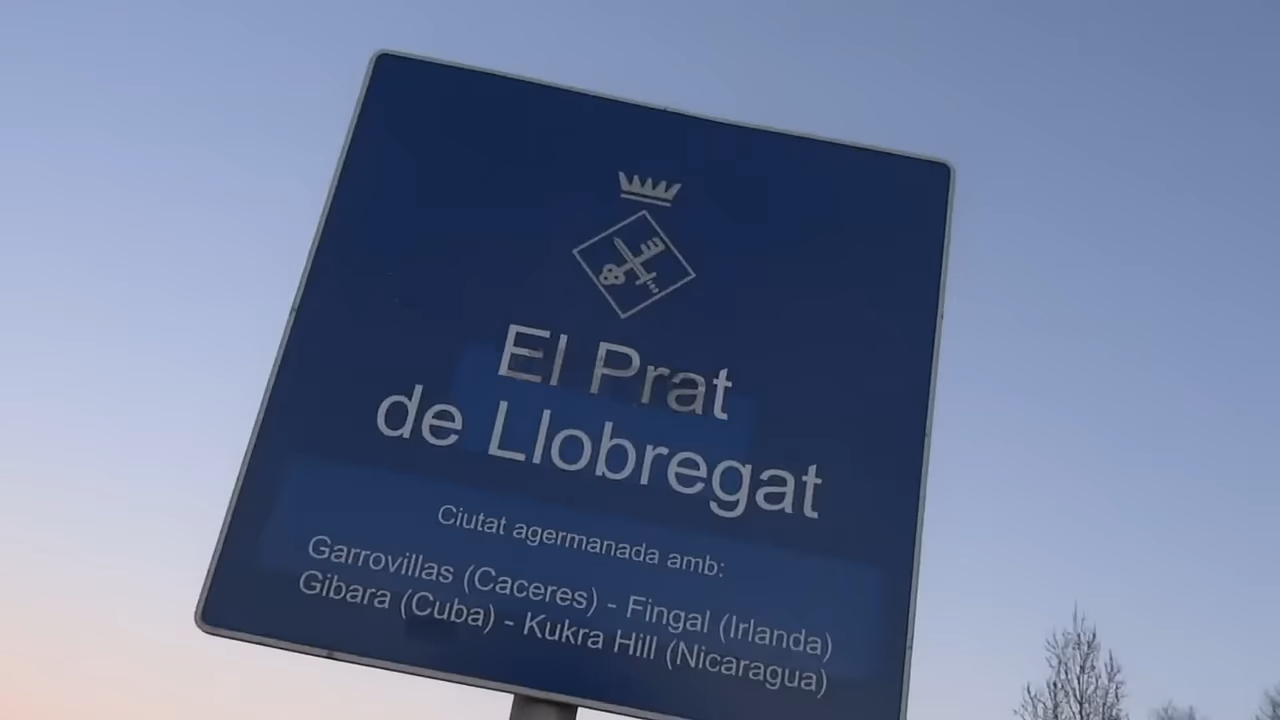 El Prat
de Llobregat
Ciutat agermanada amb:
Garrovillas (Caceres) - Fingal (Irlanda)
Gibara (Cuba) - Kukra Hill (Nicaragua)